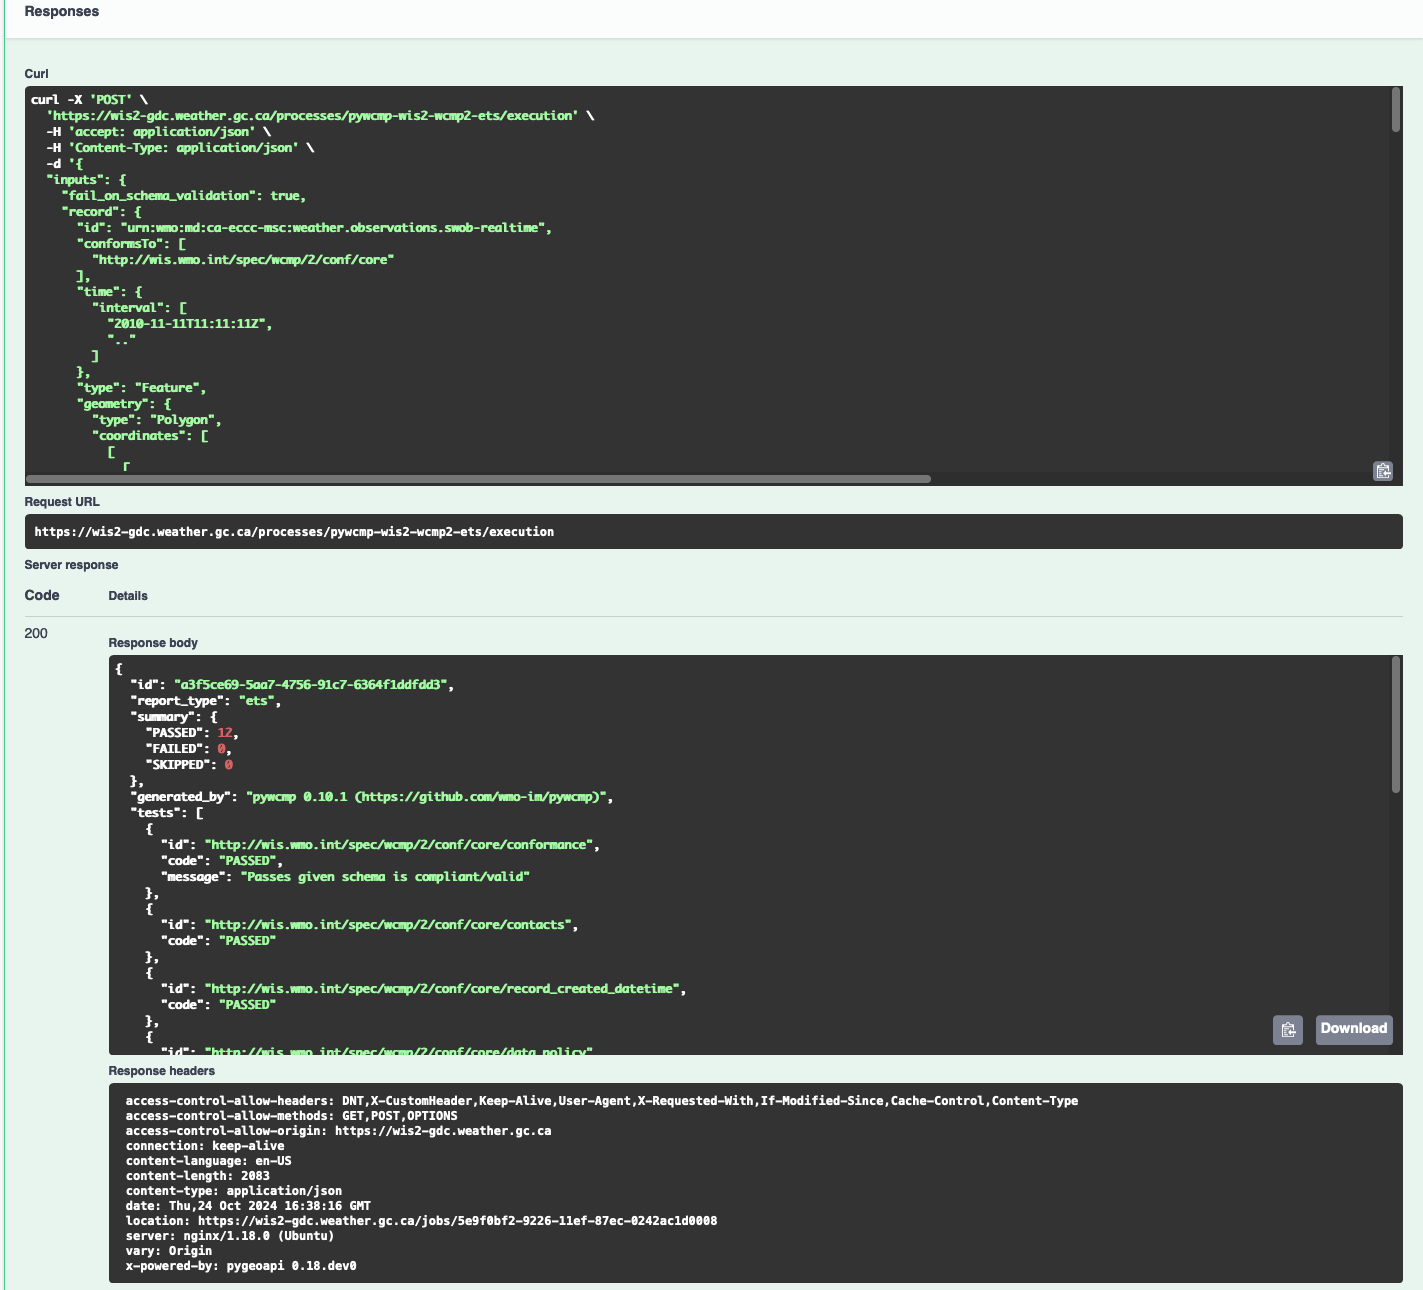 Responses
Curl
curl -X 'POST' \
'https://wis2-gdc.weather.gc.ca/processes/pywcmp-wis2-wcmp2-ets/execution' \
-H 'accept: application/json' \
-H 'Content-Type: application/json' \
-d '{
"inputs": {
"fail_on_schema_validation": true,
"record": {
"id": "urn:wmo:md:ca-eccc-msc:weather.observations.swob-realtime",
"conformsTo": [
"http://wis.wmo.int/spec/wcmp/2/conf/core"
],
"time": {
"interval": [
"2010-11-11T11:11:11Z",
".."
]
},
"type": "Feature",
"geometry": {
"type": "Polygon",
"coordinates": [
[
[
Request URL
https://wis2-gdc.weather.gc.ca/processes/pywcmp-wis2-wcmp2-ets/execution
Server response
Code Details
200
Response body
{
"id": "a3f5ce69-5aa7-4756-91c7-6364f1ddfdd3",
"report_type": "ets",
"summary": {
"PASSED": 12,
"FAILED": 0,
"SKIPPED": 0
},
"generated_by": "pywcmp 0.10.1 (https://github.com/wmo-im/pywcmp)",
"tests": [
{
"id": "http://wis.wmo.int/spec/wcmp/2/conf/core/conformance",
"code": "PASSED",
"message": "Passes given schema is compliant/valid"
},
{
"id": "http://wis.wmo.int/spec/wcmp/2/conf/core/contacts",
"code": "PASSED"
},
{
"id": "http://wis.wmo.int/spec/wcmp/2/conf/core/record_created_datetime",
"code": "PASSED"
},
{
"id": "http://wis.wmo.int/spec/wcmp/2/conf/core/data_policy"
Download
Response headers
access-control-allow-headers: DNT,X-CustomHeader,Keep-Alive,User-Agent,X-Requested-With,If-Modified-Since,Cache-Control,Content-Type
access-control-allow-methods: GET,POST,OPTIONS
access-control-allow-origin: https://wis2-gdc.weather.gc.ca
connection: keep-alive
content-language: en-US
content-length: 2083
content-type: application/json
date: Thu,24 Oct 2024 16:38:16 GMT
location: https://wis2-gdc.weather.gc.ca/jobs/5e9f0bf2-9226-11ef-87ec-0242ac1d0008
server: nginx/1.18.0 (Ubuntu)
vary: Origin
x-powered-by: pygeoapi 0.18.dev0